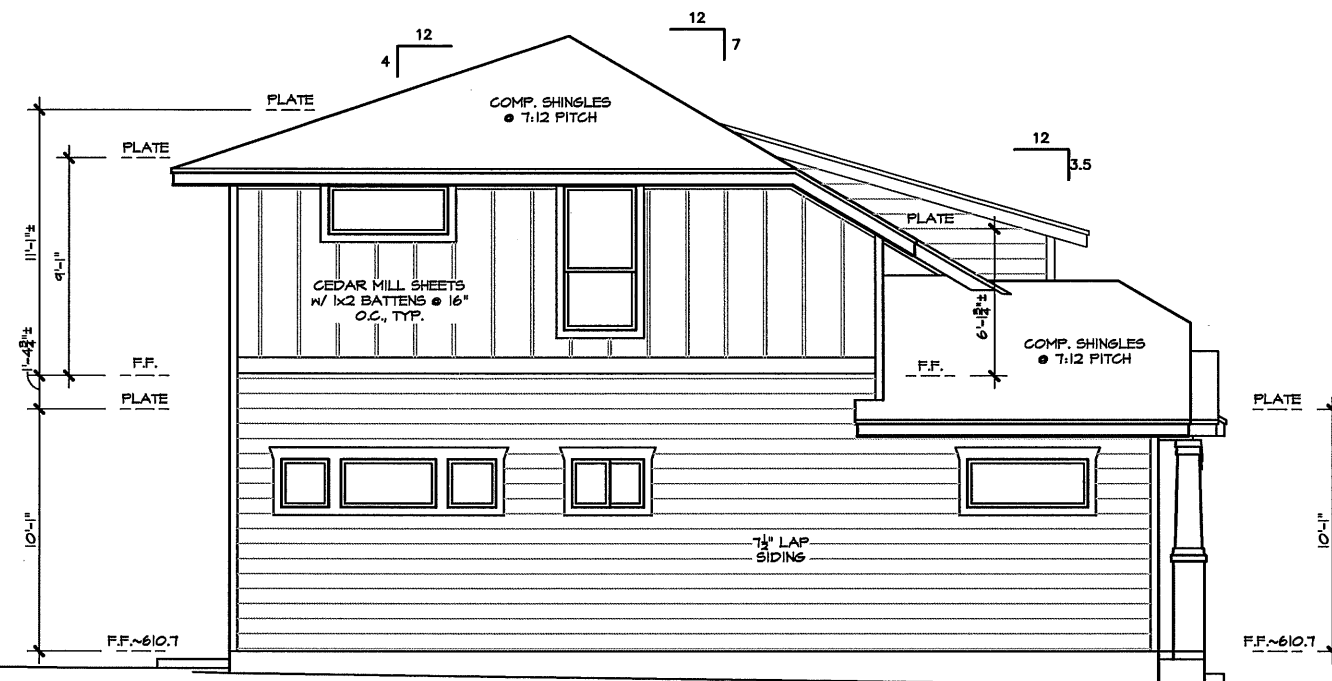 12
4
12
7
PLATE
COMP. SHINGLES
@ 7:12 PITCH
PLATE
12
3.5
PLATE
11'-1"±
9'-1"
CEDAR MILL SHEETS
W/ 1x2 BATTENS @ 16"
O.C., TYP.
6'-1¾"±
COMP. SHINGLES
@ 7:12 PITCH
1'-4¾"±
F.F.
F.F.
PLATE
PLATE
10'-1"
7½" LAP
SIDING
10'-1"
F.F.~610.7
F.F.~610.7